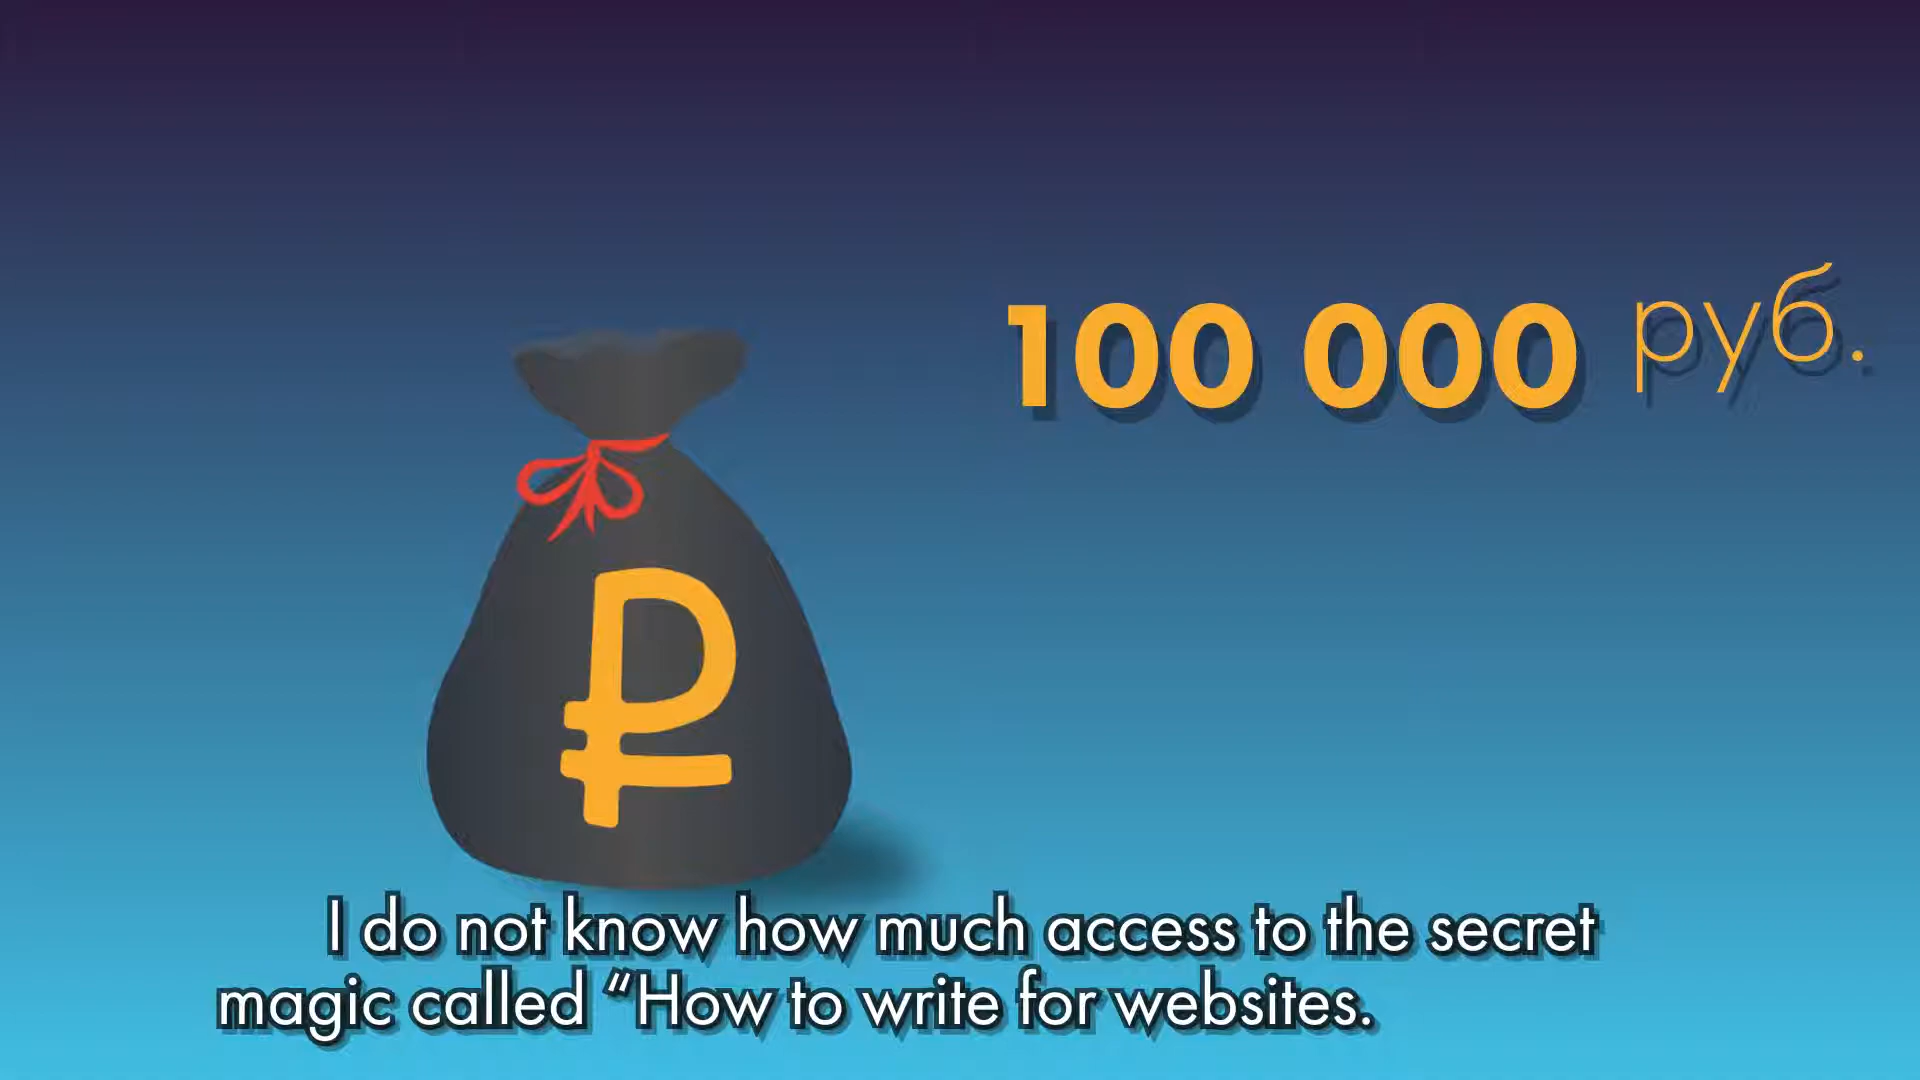 100 000 руб.
₽
I do not know how much access to the secret
magic called “How to write for websites.